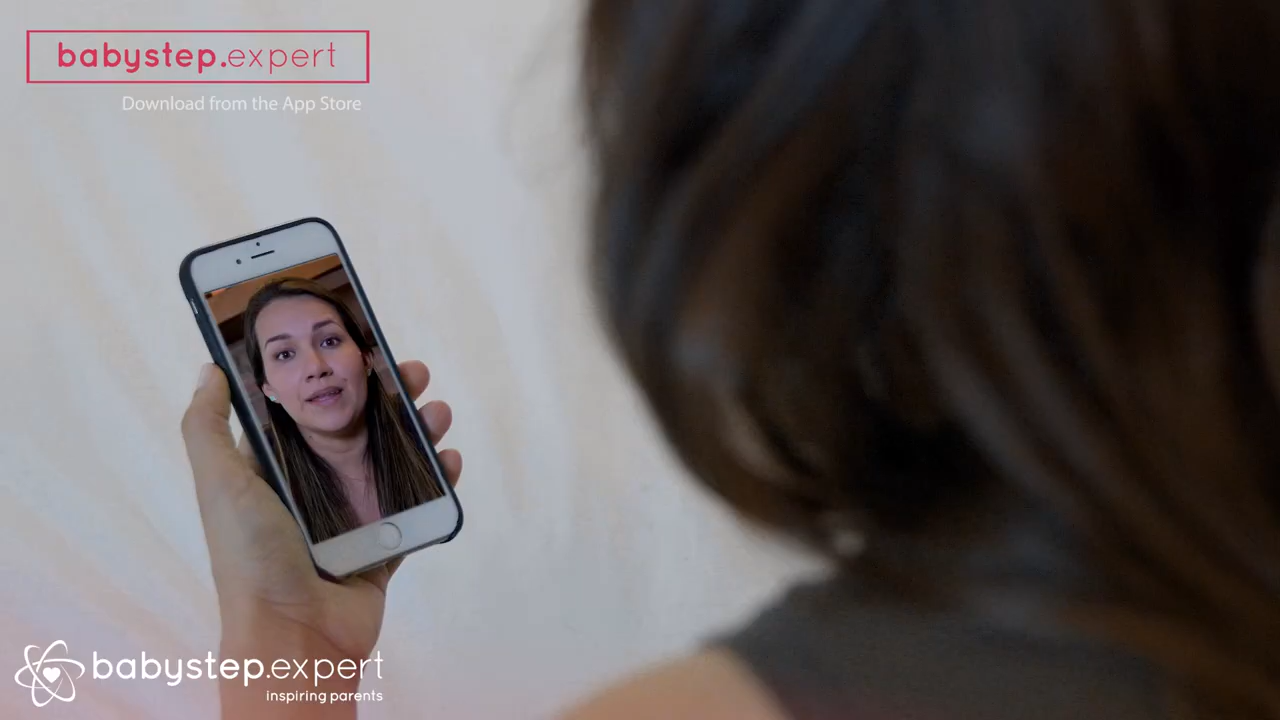 babystep.expert
Download from the App Store
babystep.expert
inspiring parents